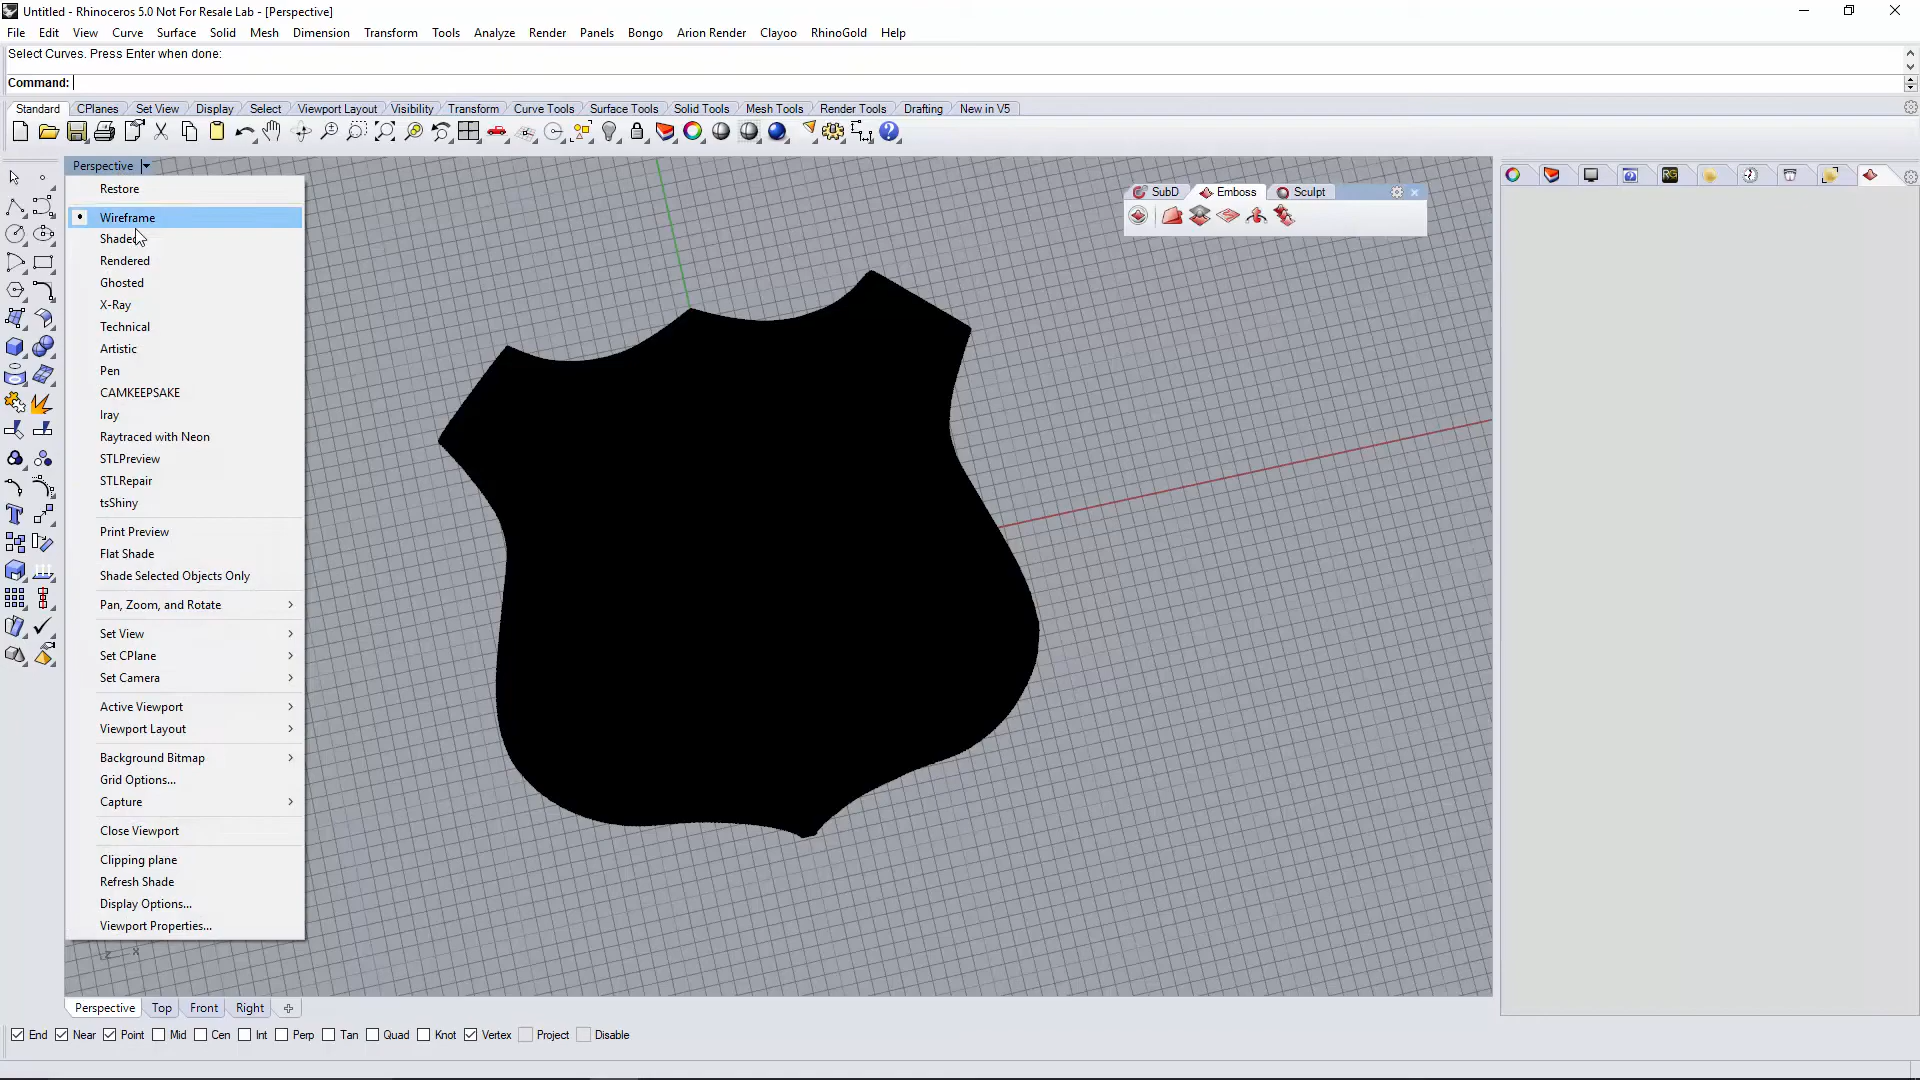 Untitled - Rhinoceros 5.0 Not For Resale Lab - [Perspective]
File Edit View Curve Surface Solid Mesh Dimension Transform Tools Analyze Render Panels Bongo Arion Render Clayoo RhinoGold Help
Select Curves. Press Enter when done:
Command:
Standard CPlanes Set View Display Select Viewport Layout Visibility Transform Curve Tools Surface Tools Solid Tools Mesh Tools Render Tools Drafting New in V5
Perspective
SubD Emboss Sculpt
Restore
Wireframe
Shaded
Rendered
Ghosted
X-Ray
Technical
Artistic
Pen
CAMKEEPSAKE
Iray
Raytraced with Neon
STLPreview
STLRepair
tsShiny
Print Preview
Flat Shade
Shade Selected Objects Only
Pan, Zoom, and Rotate
Set View
Set CPlane
Set Camera
Active Viewport
Viewport Layout
Background Bitmap
Grid Options...
Capture
Close Viewport
Clipping plane
Refresh Shade
Display Options...
Viewport Properties...
z x
Perspective Top Front Right
End Near Point Mid Cen Int Perp Tan Quad Knot Vertex Project Disable